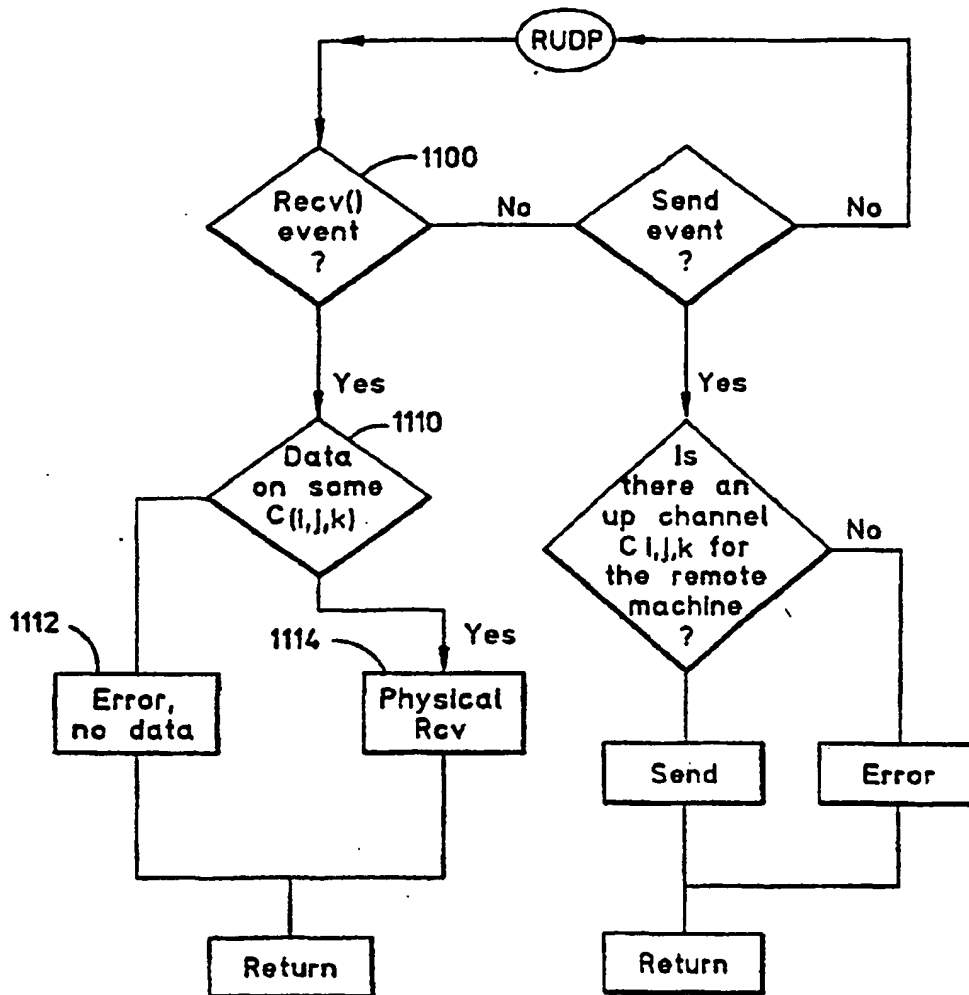 RUDP
1100
Recv()
event
?
No
Send
event
?
No
Yes
Yes
1110
Data
on some
C(i,j,k)
Is
there an
up channel
Ci,j,k for
the remote
machine
?
No
1112
1114
Yes
Error,
no data
Physical
Rcv
Send
Error
Return
Return